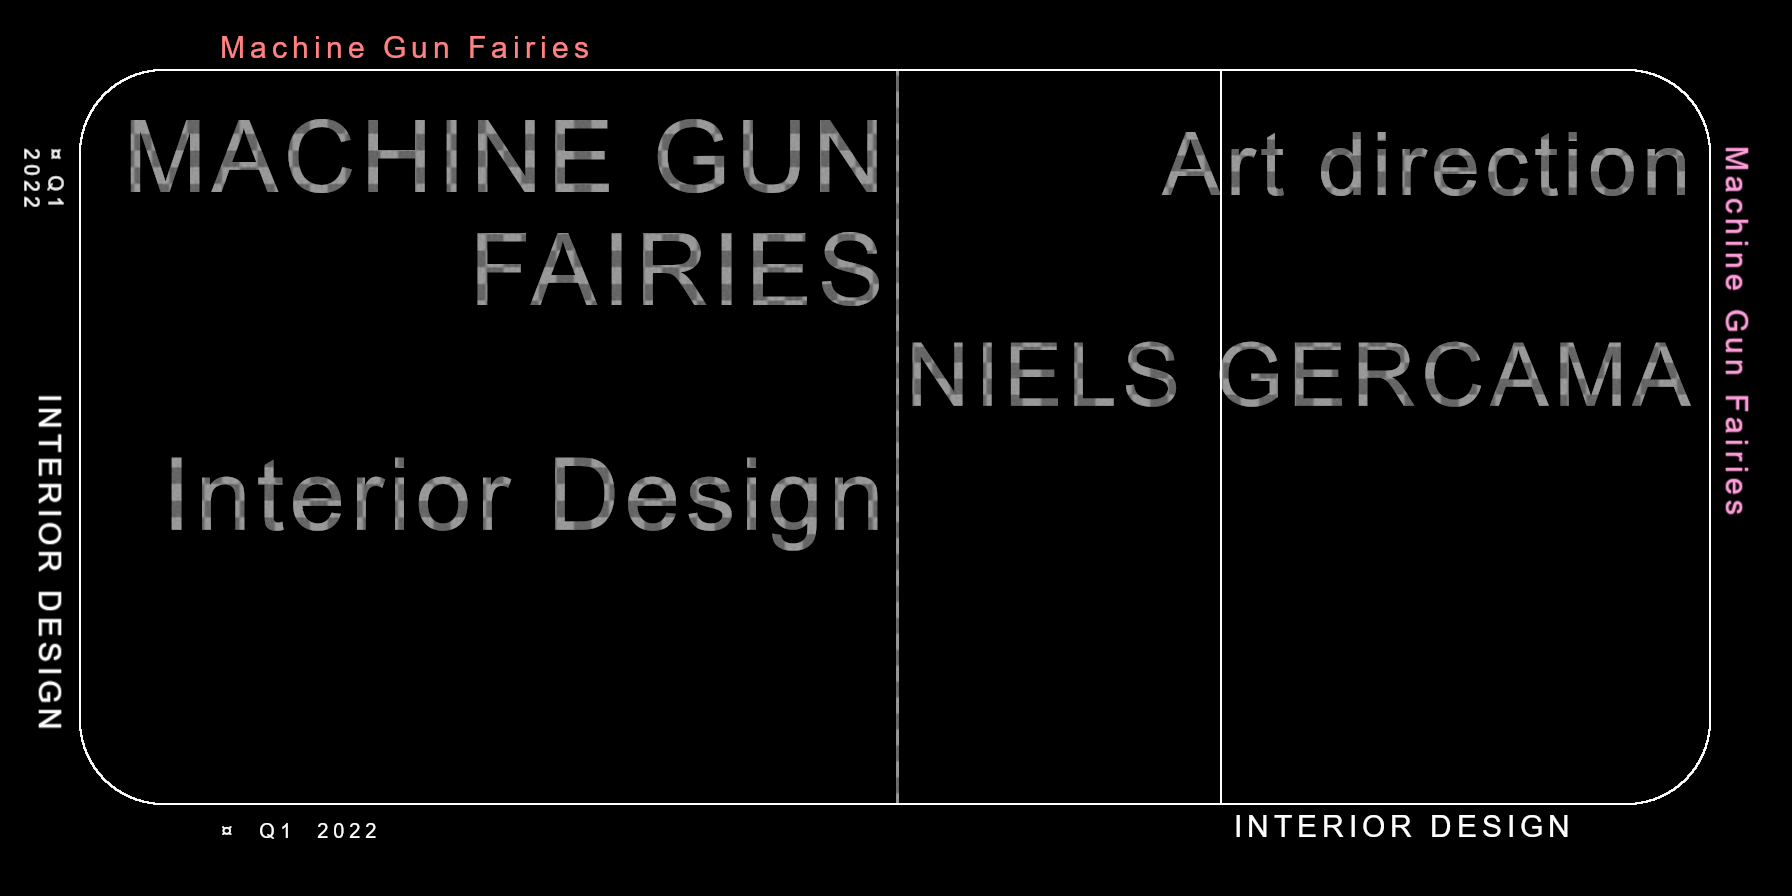 Machine Gun Fairies
¤ Q1
2022
INTERIOR DESIGN
MACHINE GUN
FAIRIES
Interior Design
Art direction
NIELS GERCAMA
Machine Gun Fairies
¤ Q1 2022
INTERIOR DESIGN